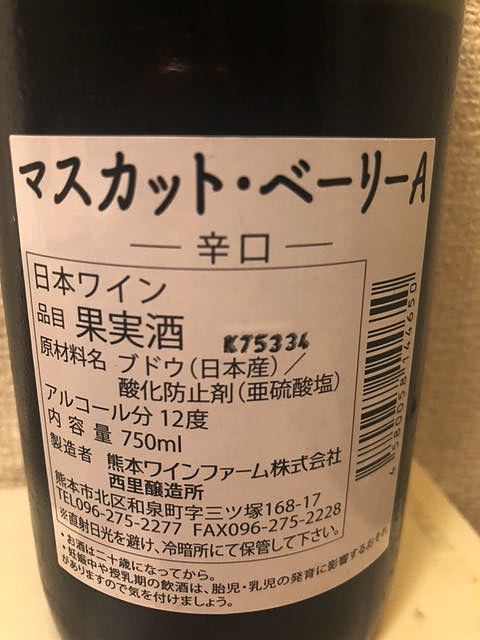 マスカット・ベーリーA
辛口
日本ワイン
品目 果実酒 K75334
原材料名 ブドウ(日本産)/
酸化防止剤(亜硫酸塩)
アルコール分 12度
内容量 750ml
製造者 熊本ワインファーム株式会社
西里醸造所
熊本市北区和泉町字三ツ塚168-17
TEL096-275-2277 FAX096-275-2228
※直射日光を避け、冷暗所にて保管して下さい。
・お酒は二十歳になってから。
・妊娠中や授乳期の飲酒は、胎児・乳児の発育に影響するおそれ
がありますので気を付けましょう。